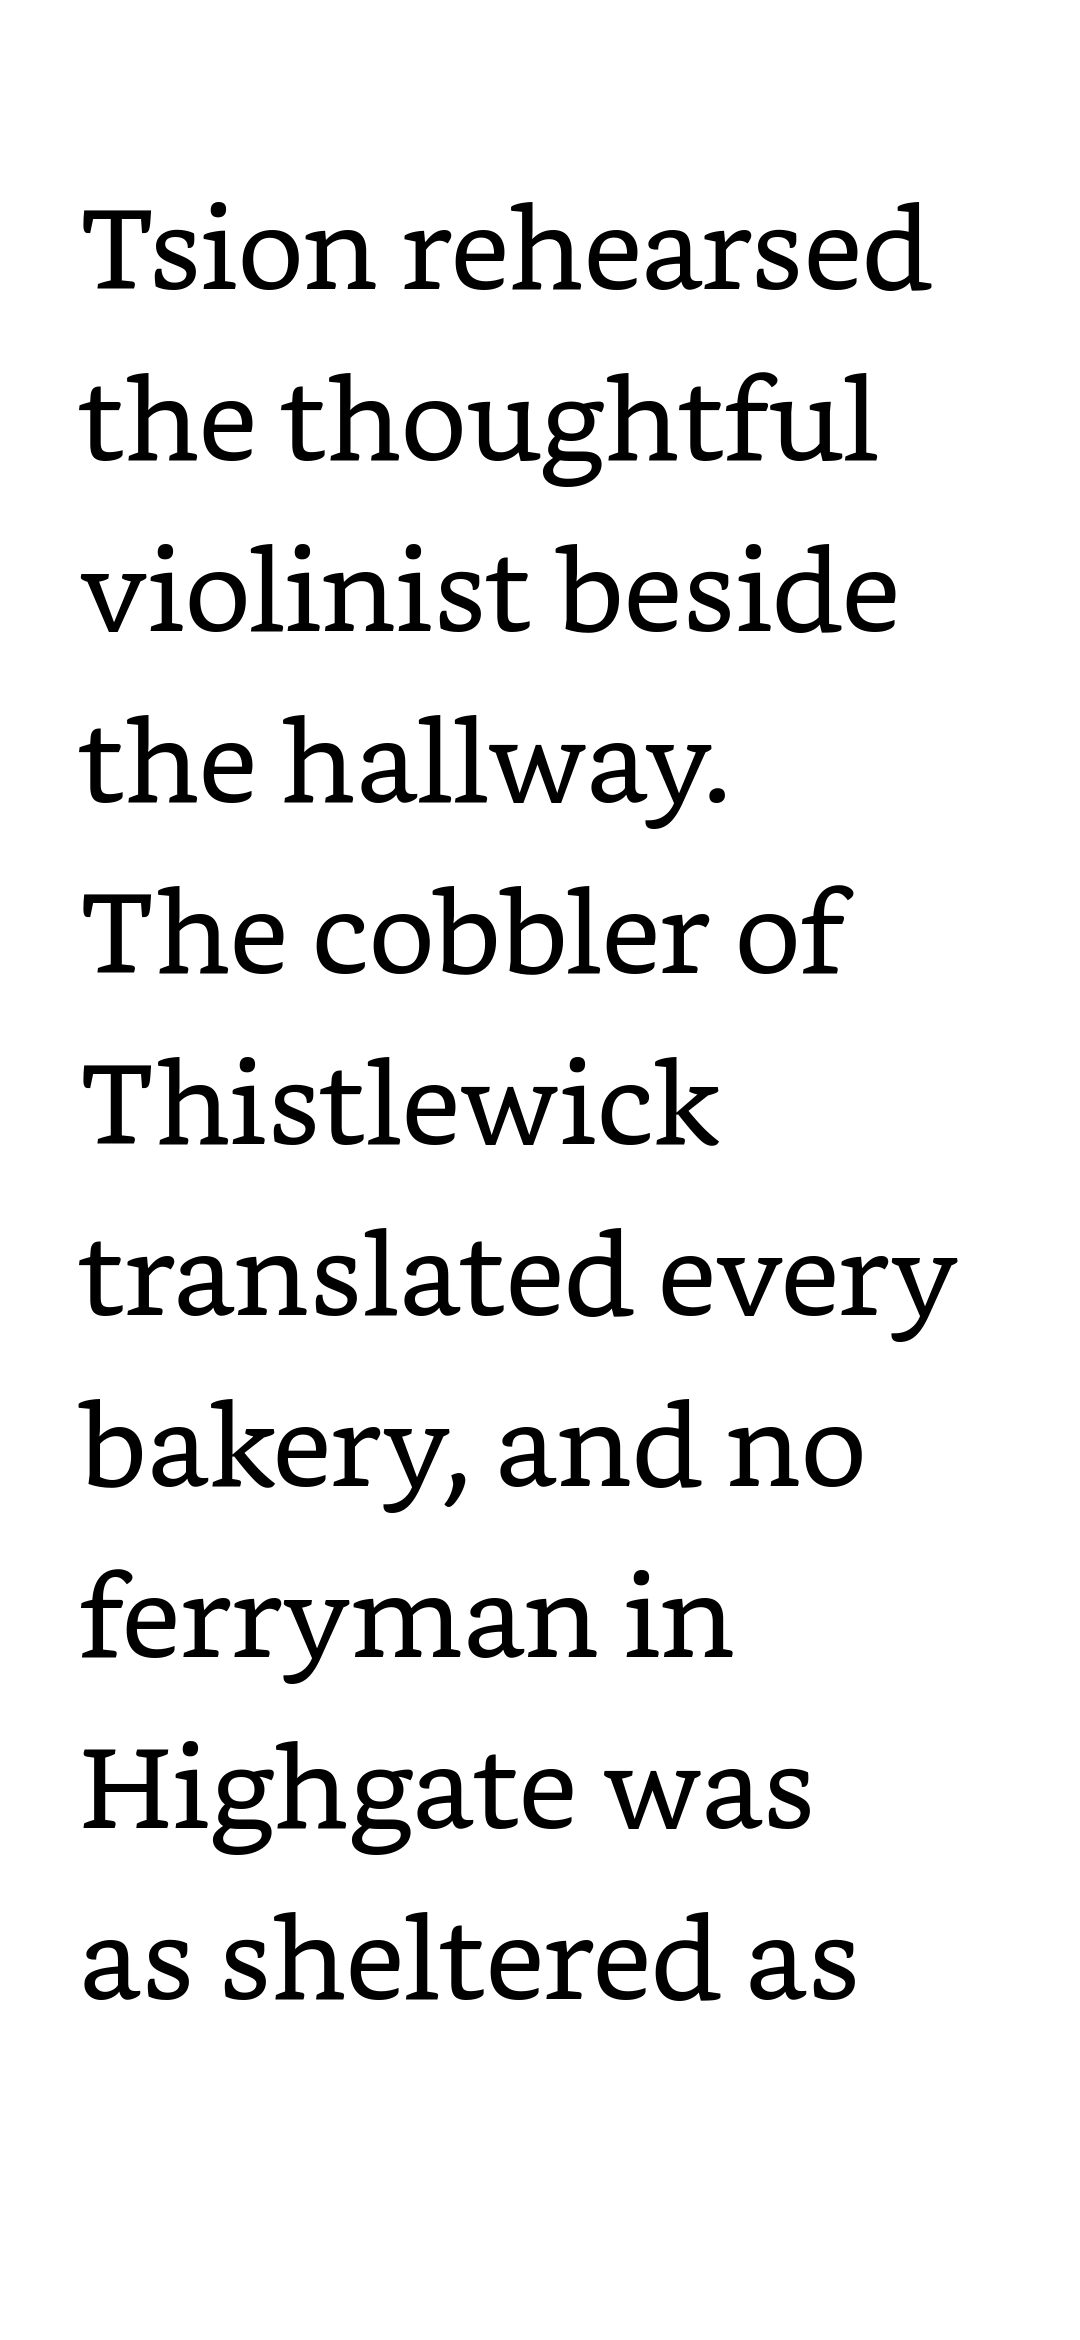 Tsion rehearsed
the thoughtful
violinist beside
the hallway.
The cobbler of
Thistlewick
translated every
bakery, and no
ferryman in
Highgate was
as sheltered as